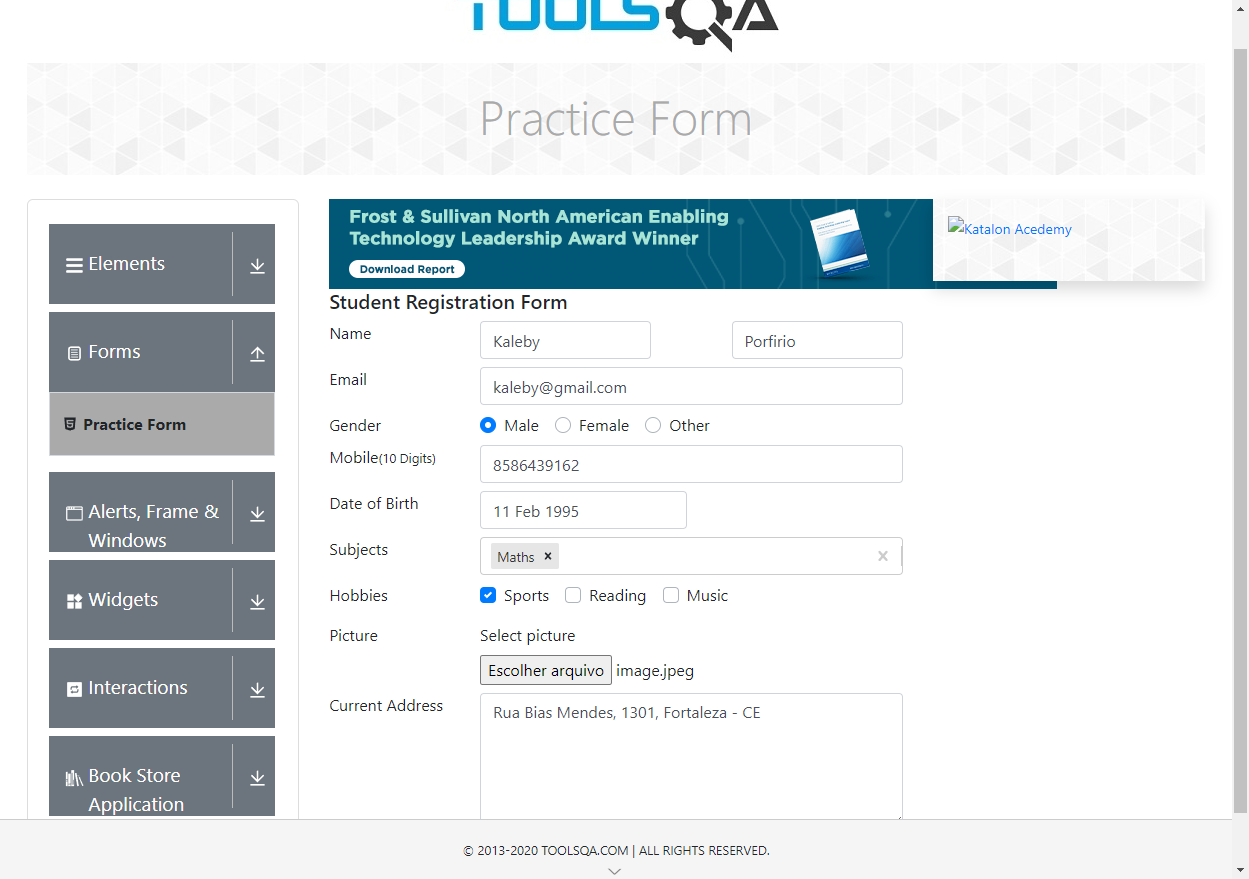 TOOLSQA
Practice Form
Elements
Forms
Practice Form
Alerts, Frame &
Windows
Widgets
Interactions
Book Store
Application
Frost & Sullivan North American Enabling
Technology Leadership Award Winner
Download Report
Katalon Acedemy
Student Registration Form
Name Kaleby Porfirio
Email kaleby@gmail.com
Gender Male Female Other
Mobile(10 Digits) 8586439162
Date of Birth 11 Feb 1995
Subjects Maths
Hobbies Sports Reading Music
Picture Select picture
Escolher arquivo image.jpeg
Current Address Rua Bias Mendes, 1301, Fortaleza - CE
© 2013-2020 TOOLSQA.COM | ALL RIGHTS RESERVED.